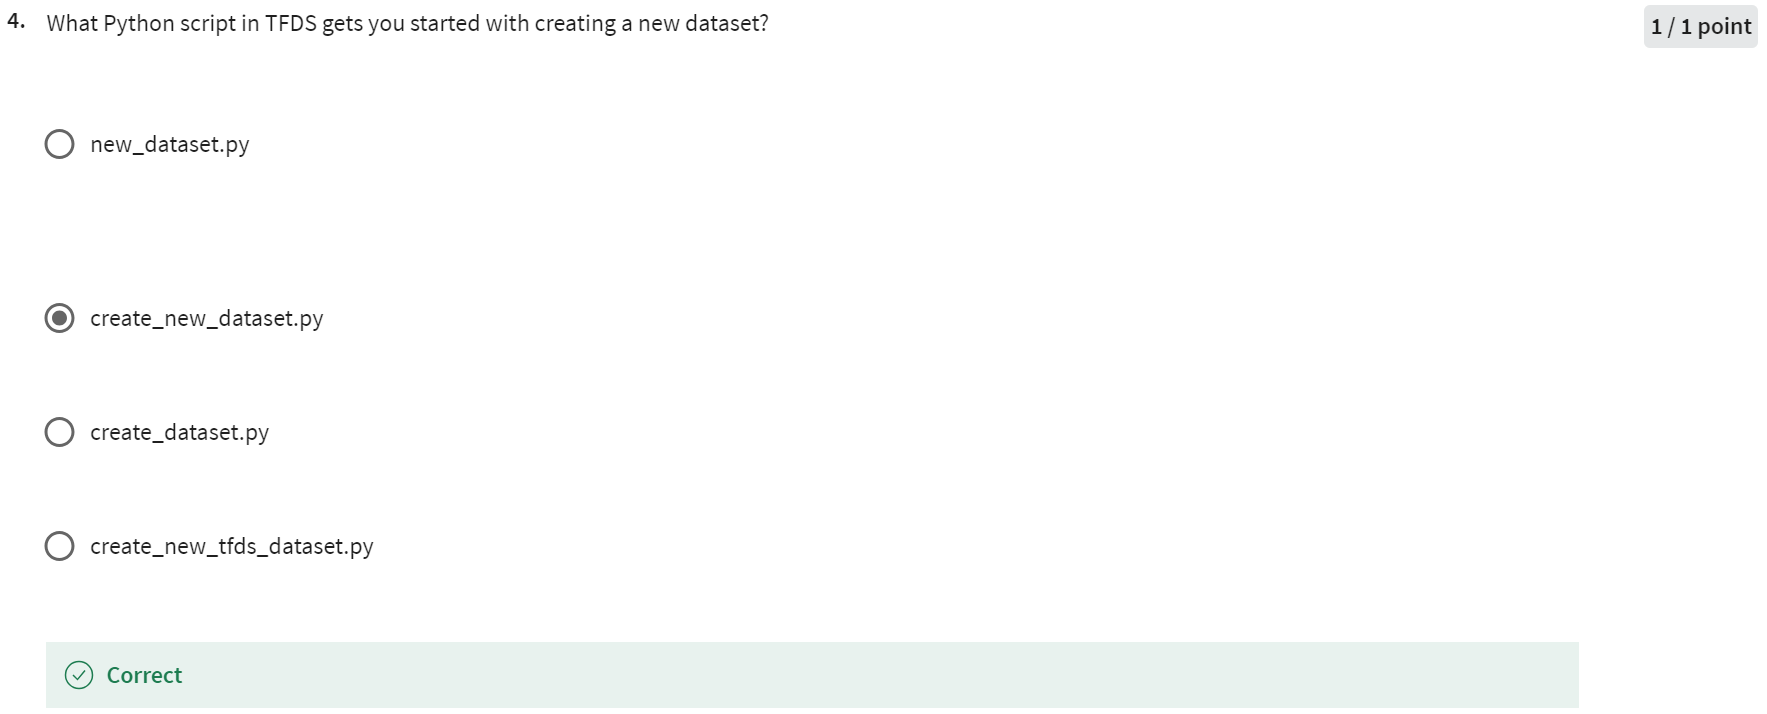 4. What Python script in TFDS gets you started with creating a new dataset?
1 / 1 point
new_dataset.py
create_new_dataset.py
create_dataset.py
create_new_tfds_dataset.py
Correct